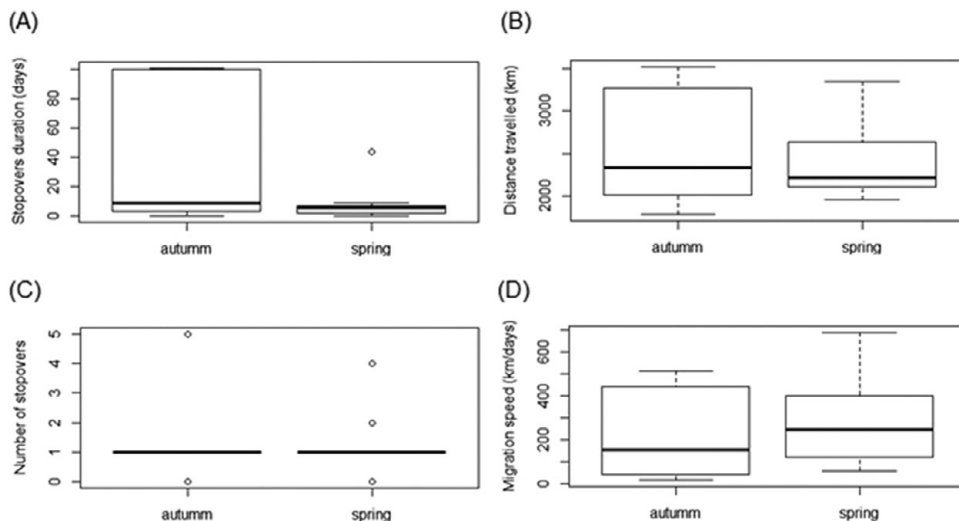 (A)
Stopovers duration (days)
0 20 40 60 80
autumm spring
(B)
Distance travelled (km)
2000 3000
autumm spring
(C)
Number of stopovers
0 1 2 3 4 5
autumm spring
(D)
Migration speed (km/days)
0 200 400 600
autumm spring